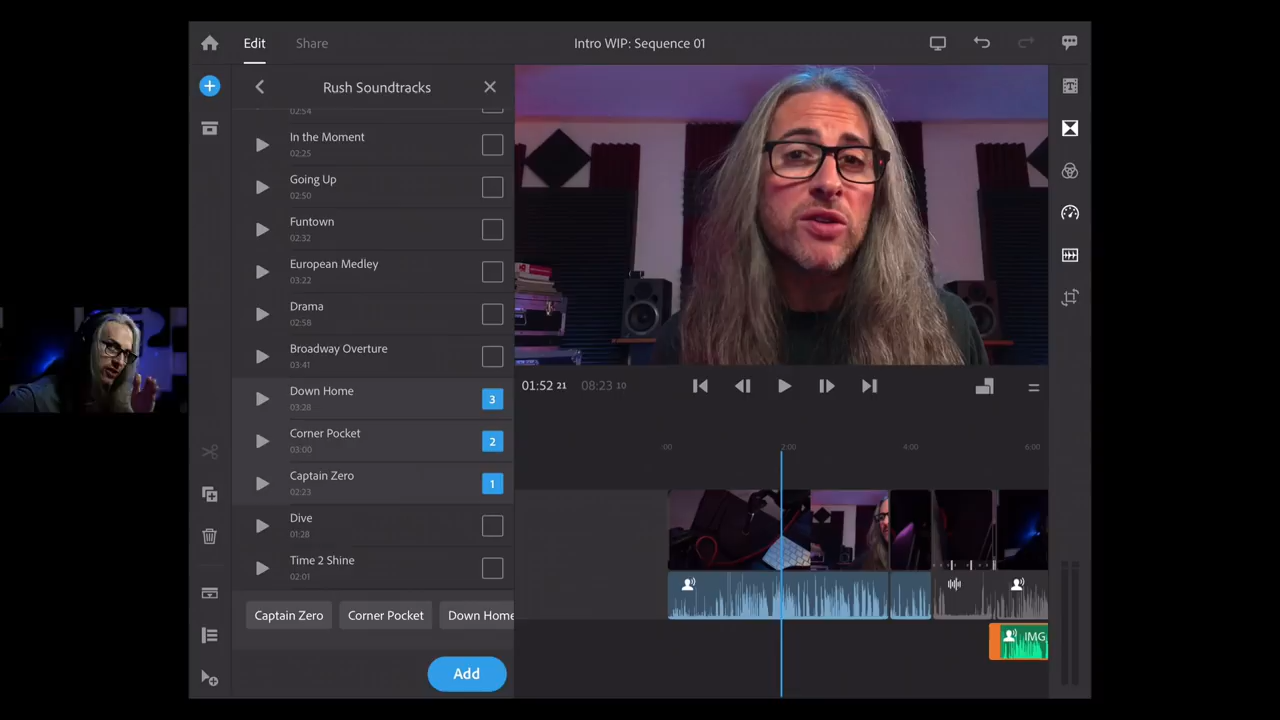 Edit
Share
Intro WIP: Sequence 01
Rush Soundtracks
02:54
In the Moment
02:25
Going Up
02:50
Funtown
02:32
European Medley
03:22
Drama
02:58
Broadway Overture
03:41
Down Home
03:28
3
Corner Pocket
03:00
2
Captain Zero
02:23
1
Dive
01:28
Time 2 Shine
02:01
Captain Zero
Corner Pocket
Down Home
Add
01:52 21
08:23 10
:00
2:00
4:00
6:00
IMG